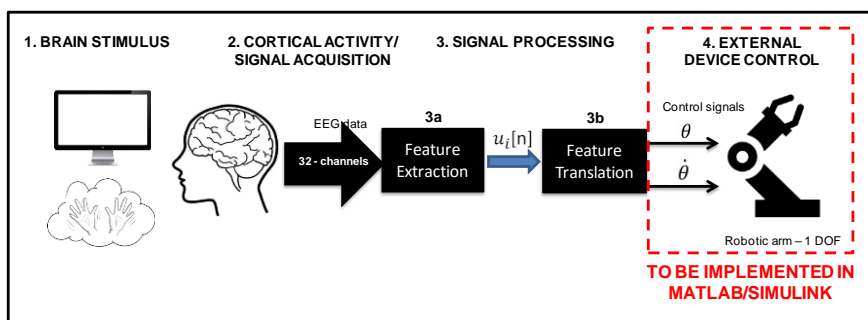 1. BRAIN STIMULUS
2. CORTICAL ACTIVITY/
SIGNAL ACQUISITION
3. SIGNAL PROCESSING
4. EXTERNAL
DEVICE CONTROL
EEG data
32 - channels
3a
Feature
Extraction
u_i[n]
3b
Feature
Translation
Control signals
θ
θ̇
Robotic arm – 1 DOF
TO BE IMPLEMENTED IN
MATLAB/SIMULINK